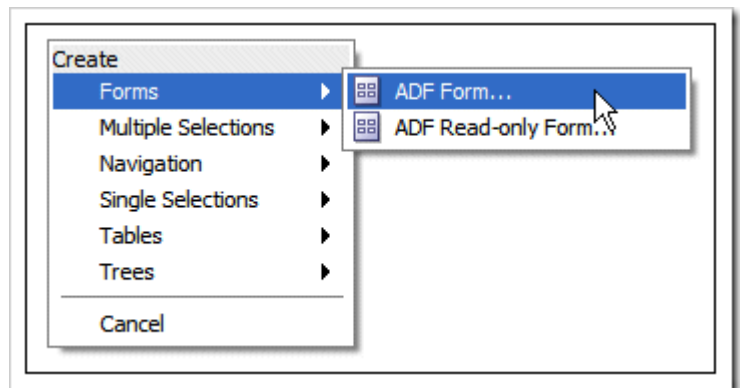 Create
Forms
ADF Form...
Multiple Selections
ADF Read-only Form...
Navigation
Single Selections
Tables
Trees
Cancel